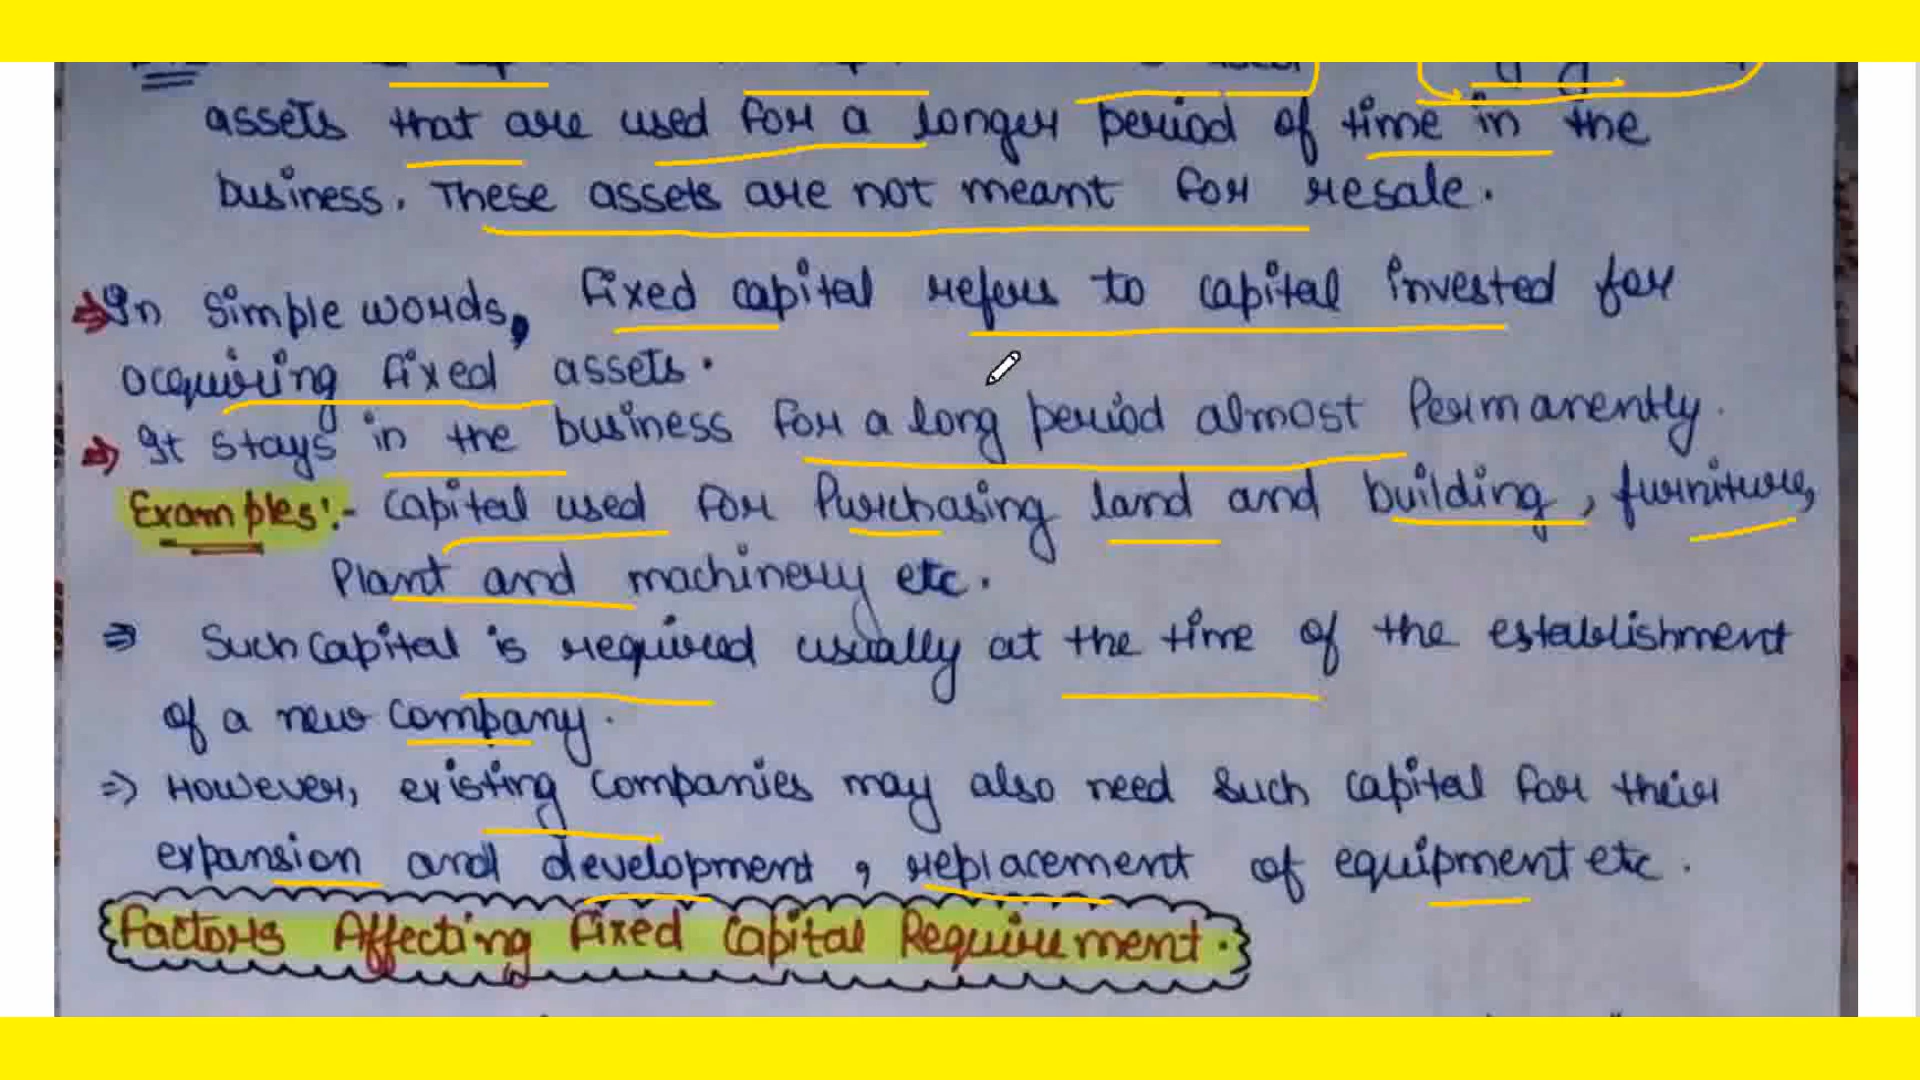 assets that are used for a longer period of time in the
business. These assets are not meant for resale.
⇒ In simple words, fixed capital refers to capital invested for
acquiring fixed assets.
⇒ It stays in the business for a long period almost Permanently.
Examples:- Capital used for Purchasing land and building, furniture,
Plant and machinery etc.
⇒ Such Capital is required usually at the time of the establishment
of a new company.
⇒ However, existing Companies may also need such capital for their
expansion and development, replacement of equipment etc.
Factors Affecting Fixed Capital Requirement.